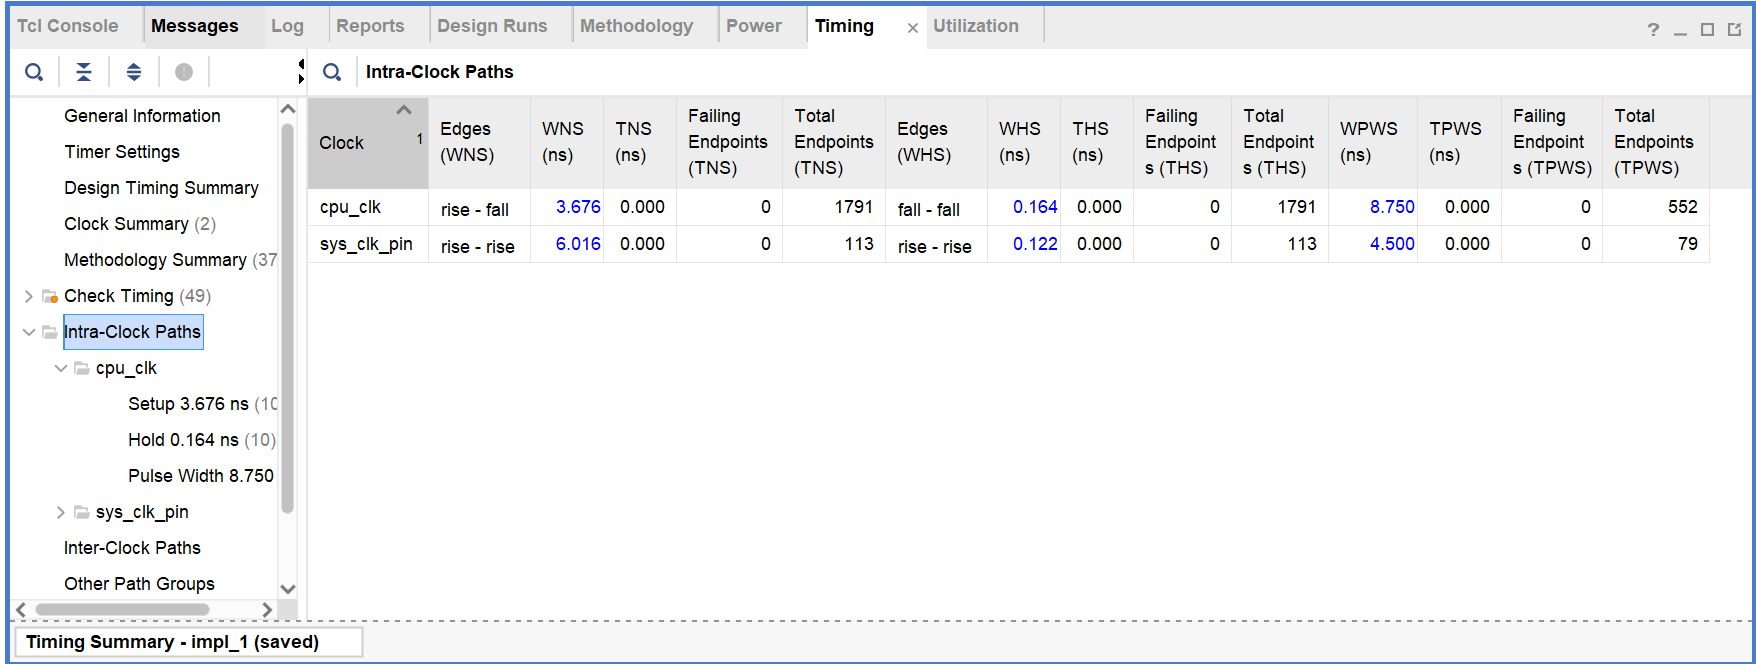 Tcl Console Messages Log Reports Design Runs Methodology Power Timing × Utilization ?
Intra-Clock Paths
General Information
Timer Settings
Design Timing Summary
Clock Summary (2)
Methodology Summary (37
Check Timing (49)
Intra-Clock Paths
cpu_clk
Setup 3.676 ns (10
Hold 0.164 ns (10)
Pulse Width 8.750
sys_clk_pin
Inter-Clock Paths
Other Path Groups
Clock 1 Edges (WNS) WNS (ns) TNS (ns) Failing Endpoints (TNS) Total Endpoints (TNS) Edges (WHS) WHS (ns) THS (ns) Failing Endpoint s (THS) Total Endpoint s (THS) WPWS (ns) TPWS (ns) Failing Endpoint s (TPWS) Total Endpoints (TPWS)
cpu_clk rise - fall 3.676 0.000 0 1791 fall - fall 0.164 0.000 0 1791 8.750 0.000 0 552
sys_clk_pin rise - rise 6.016 0.000 0 113 rise - rise 0.122 0.000 0 113 4.500 0.000 0 79
Timing Summary - impl_1 (saved)